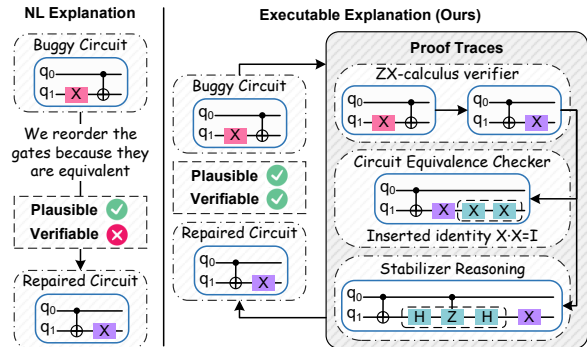 NL Explanation
Buggy Circuit
q0
q1 X
We reorder the
gates because they
are equivalent
Plausible
Verifiable
Repaired Circuit
q0
q1 X
Executable Explanation (Ours)
Buggy Circuit
q0
q1 X
Plausible
Verifiable
Repaired Circuit
q0
q1 X
Proof Traces
ZX-calculus verifier
q0 q0
q1 X q1 X
Circuit Equivalence Checker
q0
q1 X X X
Inserted identity X·X=I
Stabilizer Reasoning
q0
q1 H Z H X